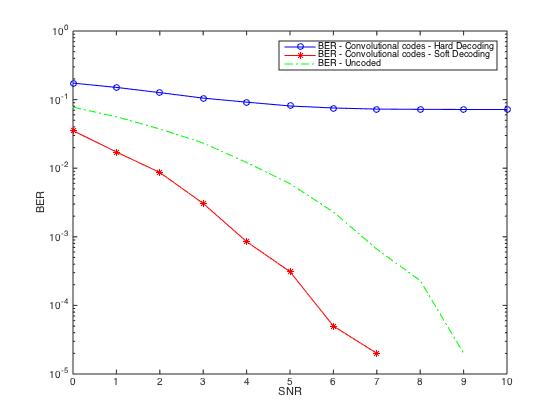 10^0
10^-1
10^-2
10^-3
10^-4
10^-5
BER
BER - Convolutional codes - Hard Decoding
BER - Convolutional codes - Soft Decoding
BER - Uncoded
0 1 2 3 4 5 6 7 8 9 10
SNR